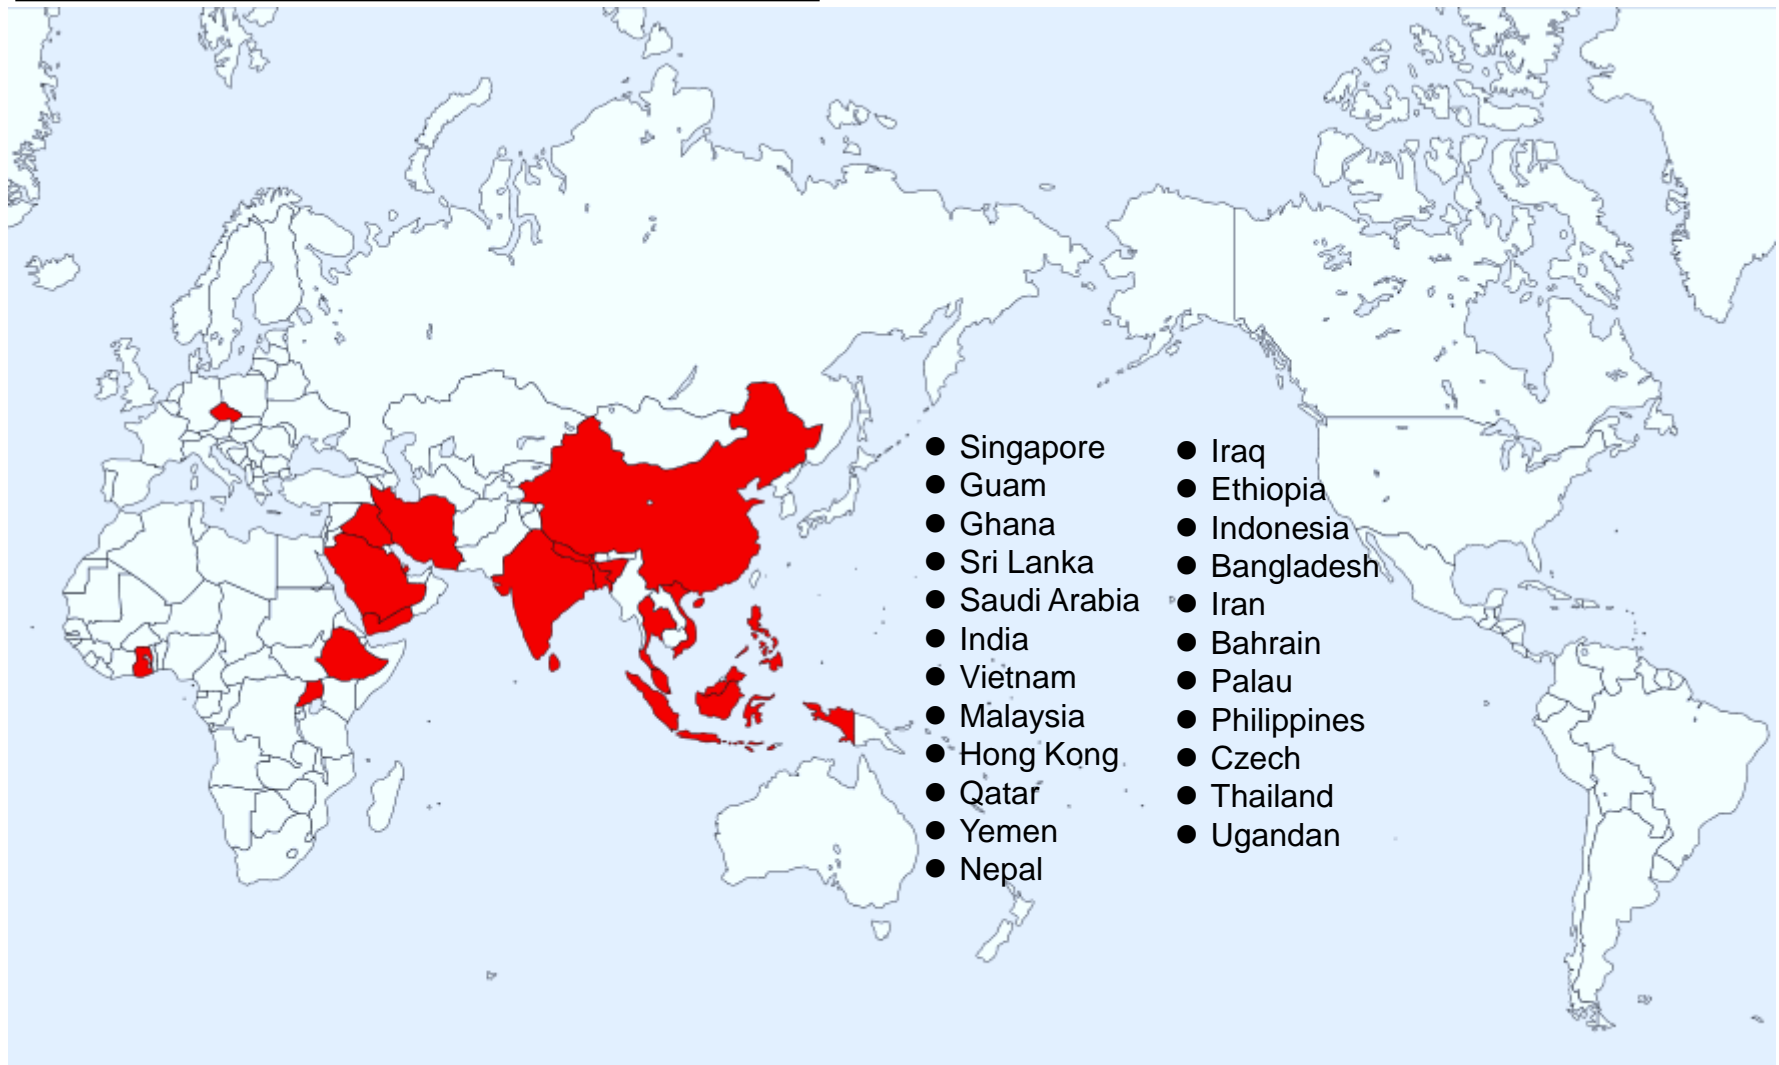 ● Singapore
● Guam
● Ghana
● Sri Lanka
● Saudi Arabia
● India
● Vietnam
● Malaysia
● Hong Kong
● Qatar
● Yemen
● Nepal
● Iraq
● Ethiopia
● Indonesia
● Bangladesh
● Iran
● Bahrain
● Palau
● Philippines
● Czech
● Thailand
● Ugandan